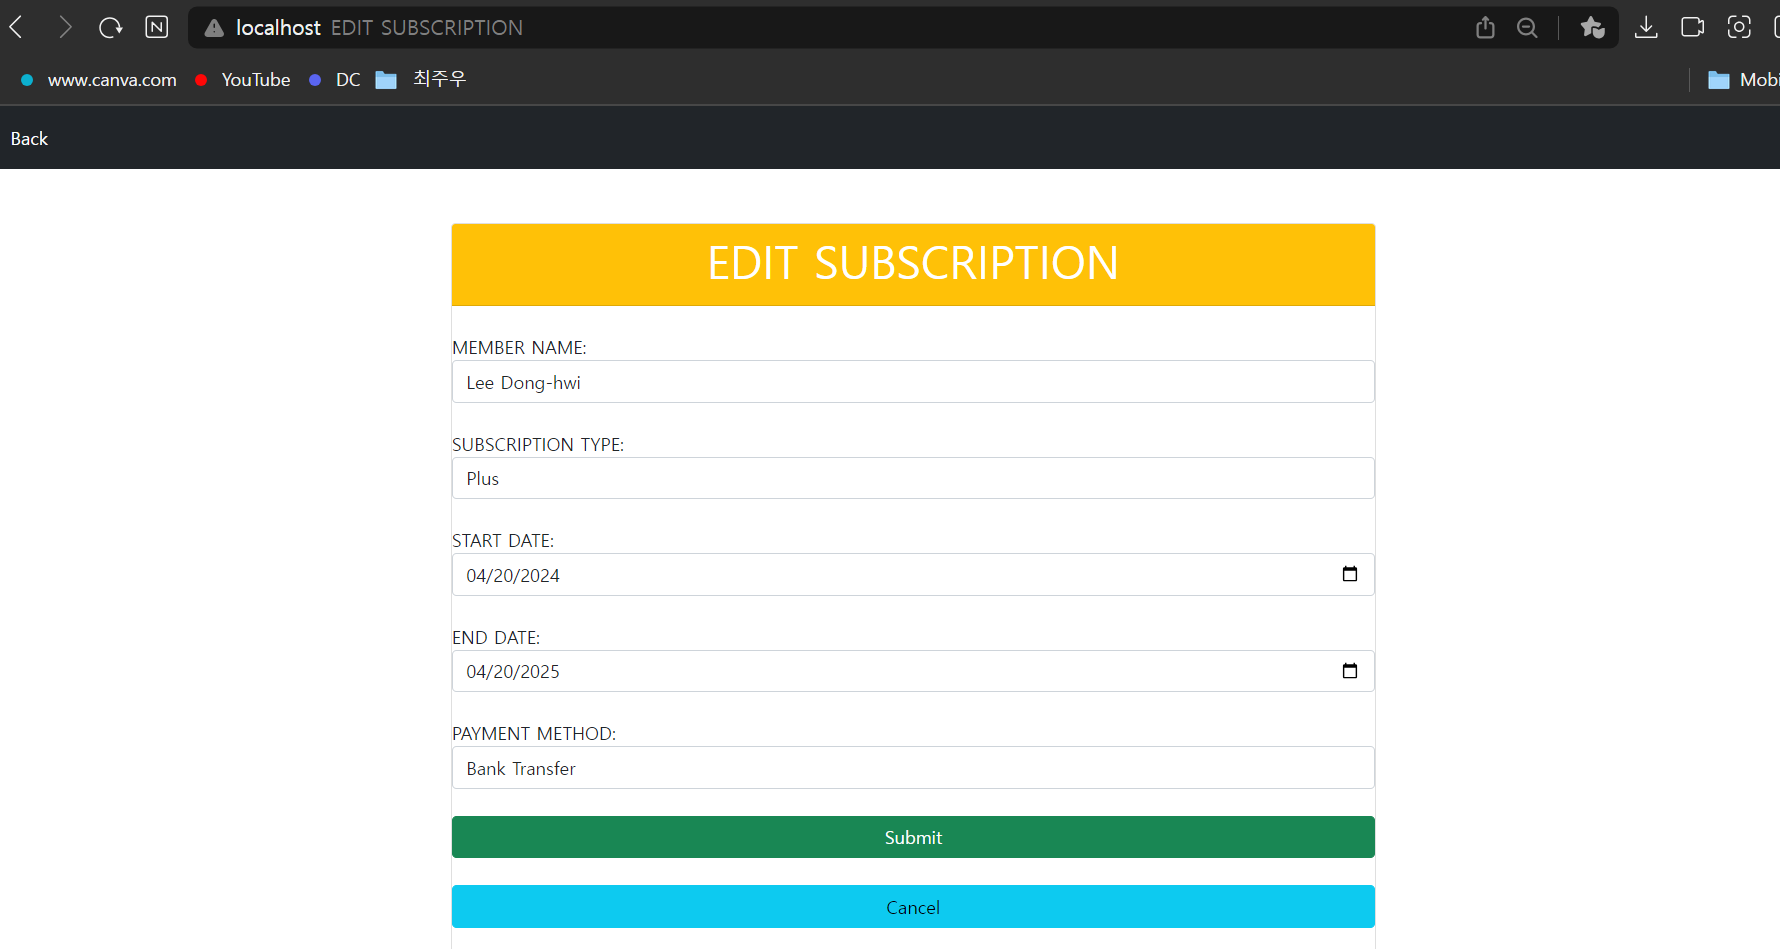 localhost EDIT SUBSCRIPTION
www.canva.com YouTube DC 최주우 Mobi
Back
EDIT SUBSCRIPTION
MEMBER NAME:
Lee Dong-hwi
SUBSCRIPTION TYPE:
Plus
START DATE:
04/20/2024
END DATE:
04/20/2025
PAYMENT METHOD:
Bank Transfer
Submit
Cancel